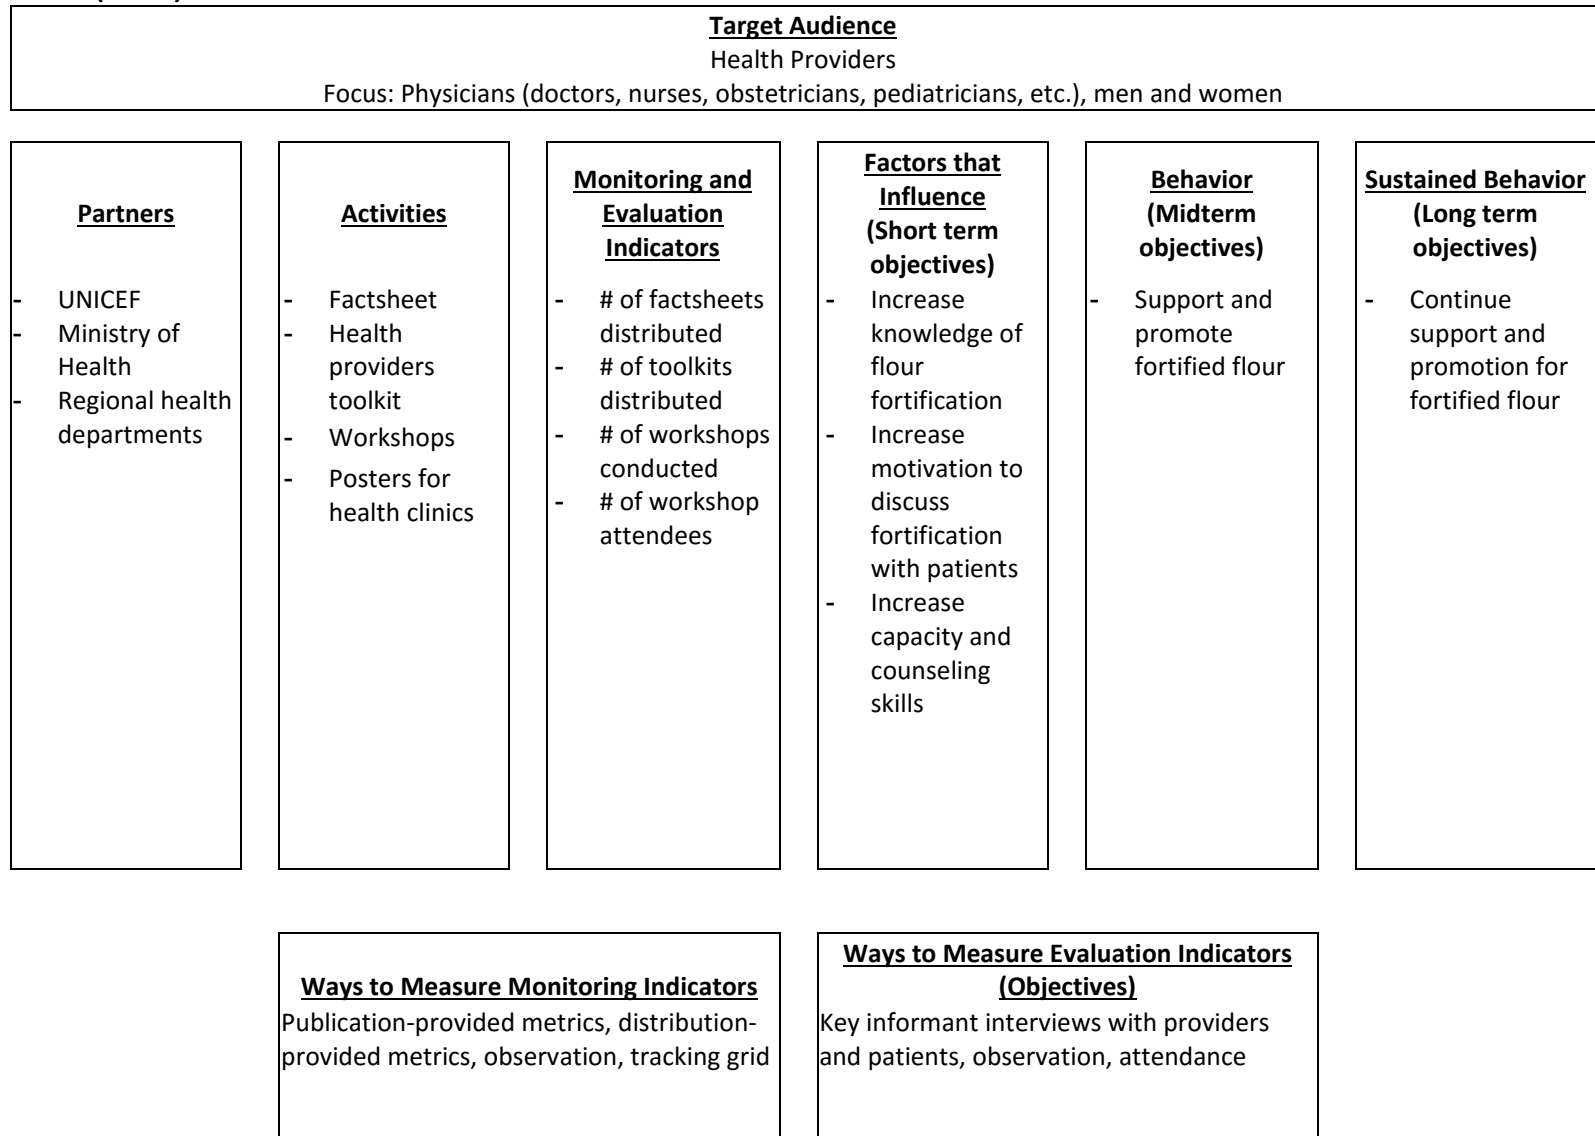 Target Audience
Health Providers
Focus: Physicians (doctors, nurses, obstetricians, pediatricians, etc.), men and women
Partners
- UNICEF
- Ministry of
Health
- Regional health
departments
Activities
- Factsheet
- Health
providers
toolkit
- Workshops
- Posters for
health clinics
Monitoring and
Evaluation
Indicators
- # of factsheets
distributed
- # of toolkits
distributed
- # of workshops
conducted
- # of workshop
attendees
Factors that
Influence
(Short term
objectives)
- Increase
knowledge of
flour
fortification
- Increase
motivation to
discuss
fortification
with patients
- Increase
capacity and
counseling
skills
Behavior
(Midterm
objectives)
- Support and
promote
fortified flour
Sustained Behavior
(Long term
objectives)
- Continue
support and
promotion for
fortified flour
Ways to Measure Monitoring Indicators
Publication-provided metrics, distribution-
provided metrics, observation, tracking grid
Ways to Measure Evaluation Indicators
(Objectives)
Key informant interviews with providers
and patients, observation, attendance